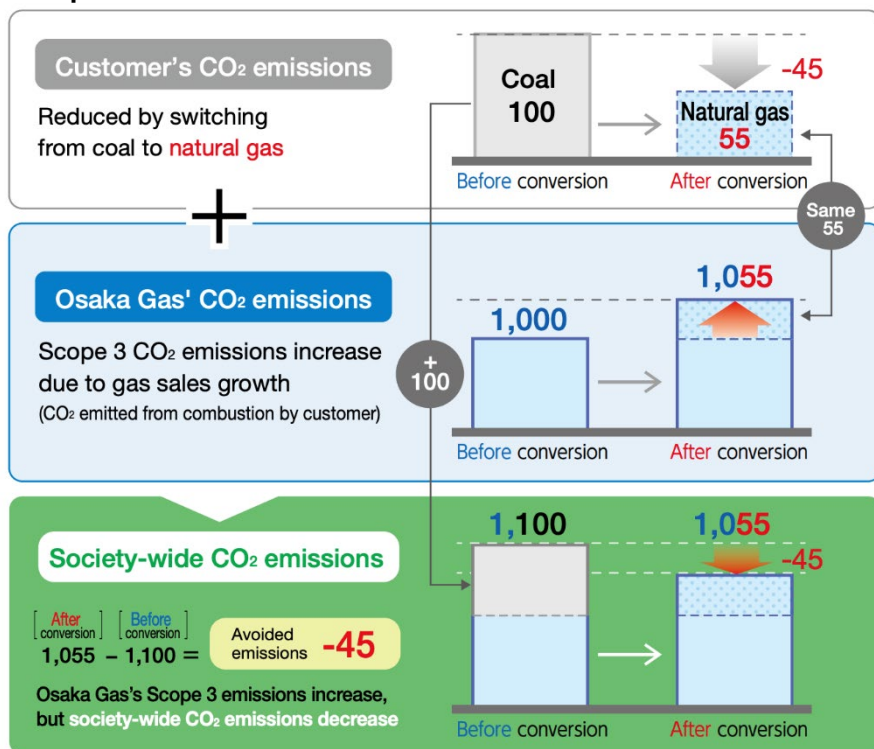 Customer's CO₂ emissions
Reduced by switching
from coal to natural gas
Coal
100
-45
Natural gas
55
Before conversion
After conversion
Same
55
+
Osaka Gas' CO₂ emissions
Scope 3 CO₂ emissions increase
due to gas sales growth
(CO₂ emitted from combustion by customer)
+
100
1,000
1,055
Before conversion
After conversion
Society-wide CO₂ emissions
[After conversion] [Before conversion]
1,055 – 1,100 =
Avoided
emissions -45
Osaka Gas's Scope 3 emissions increase,
but society-wide CO₂ emissions decrease
1,100
1,055
-45
Before conversion
After conversion